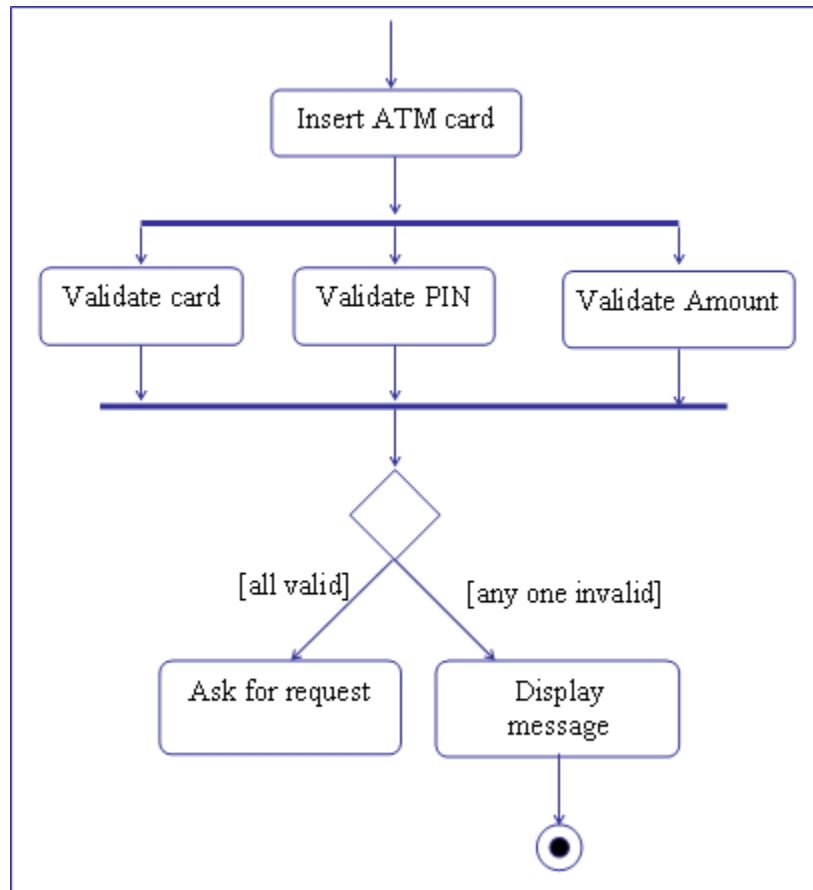 Insert ATM card
Validate card
Validate PIN
Validate Amount
[all valid]
[any one invalid]
Ask for request
Display
message